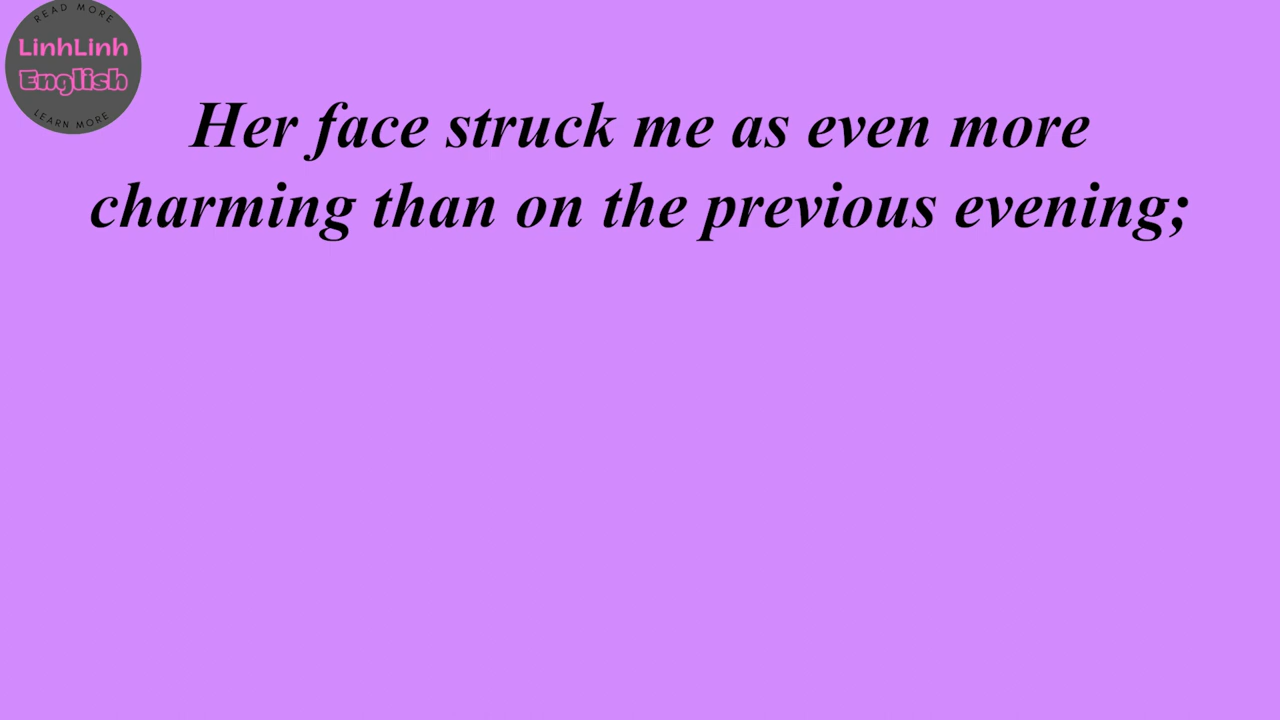 READ MORE
LinhLinh
English
LEARN MORE
Her face struck me as even more
charming than on the previous evening;